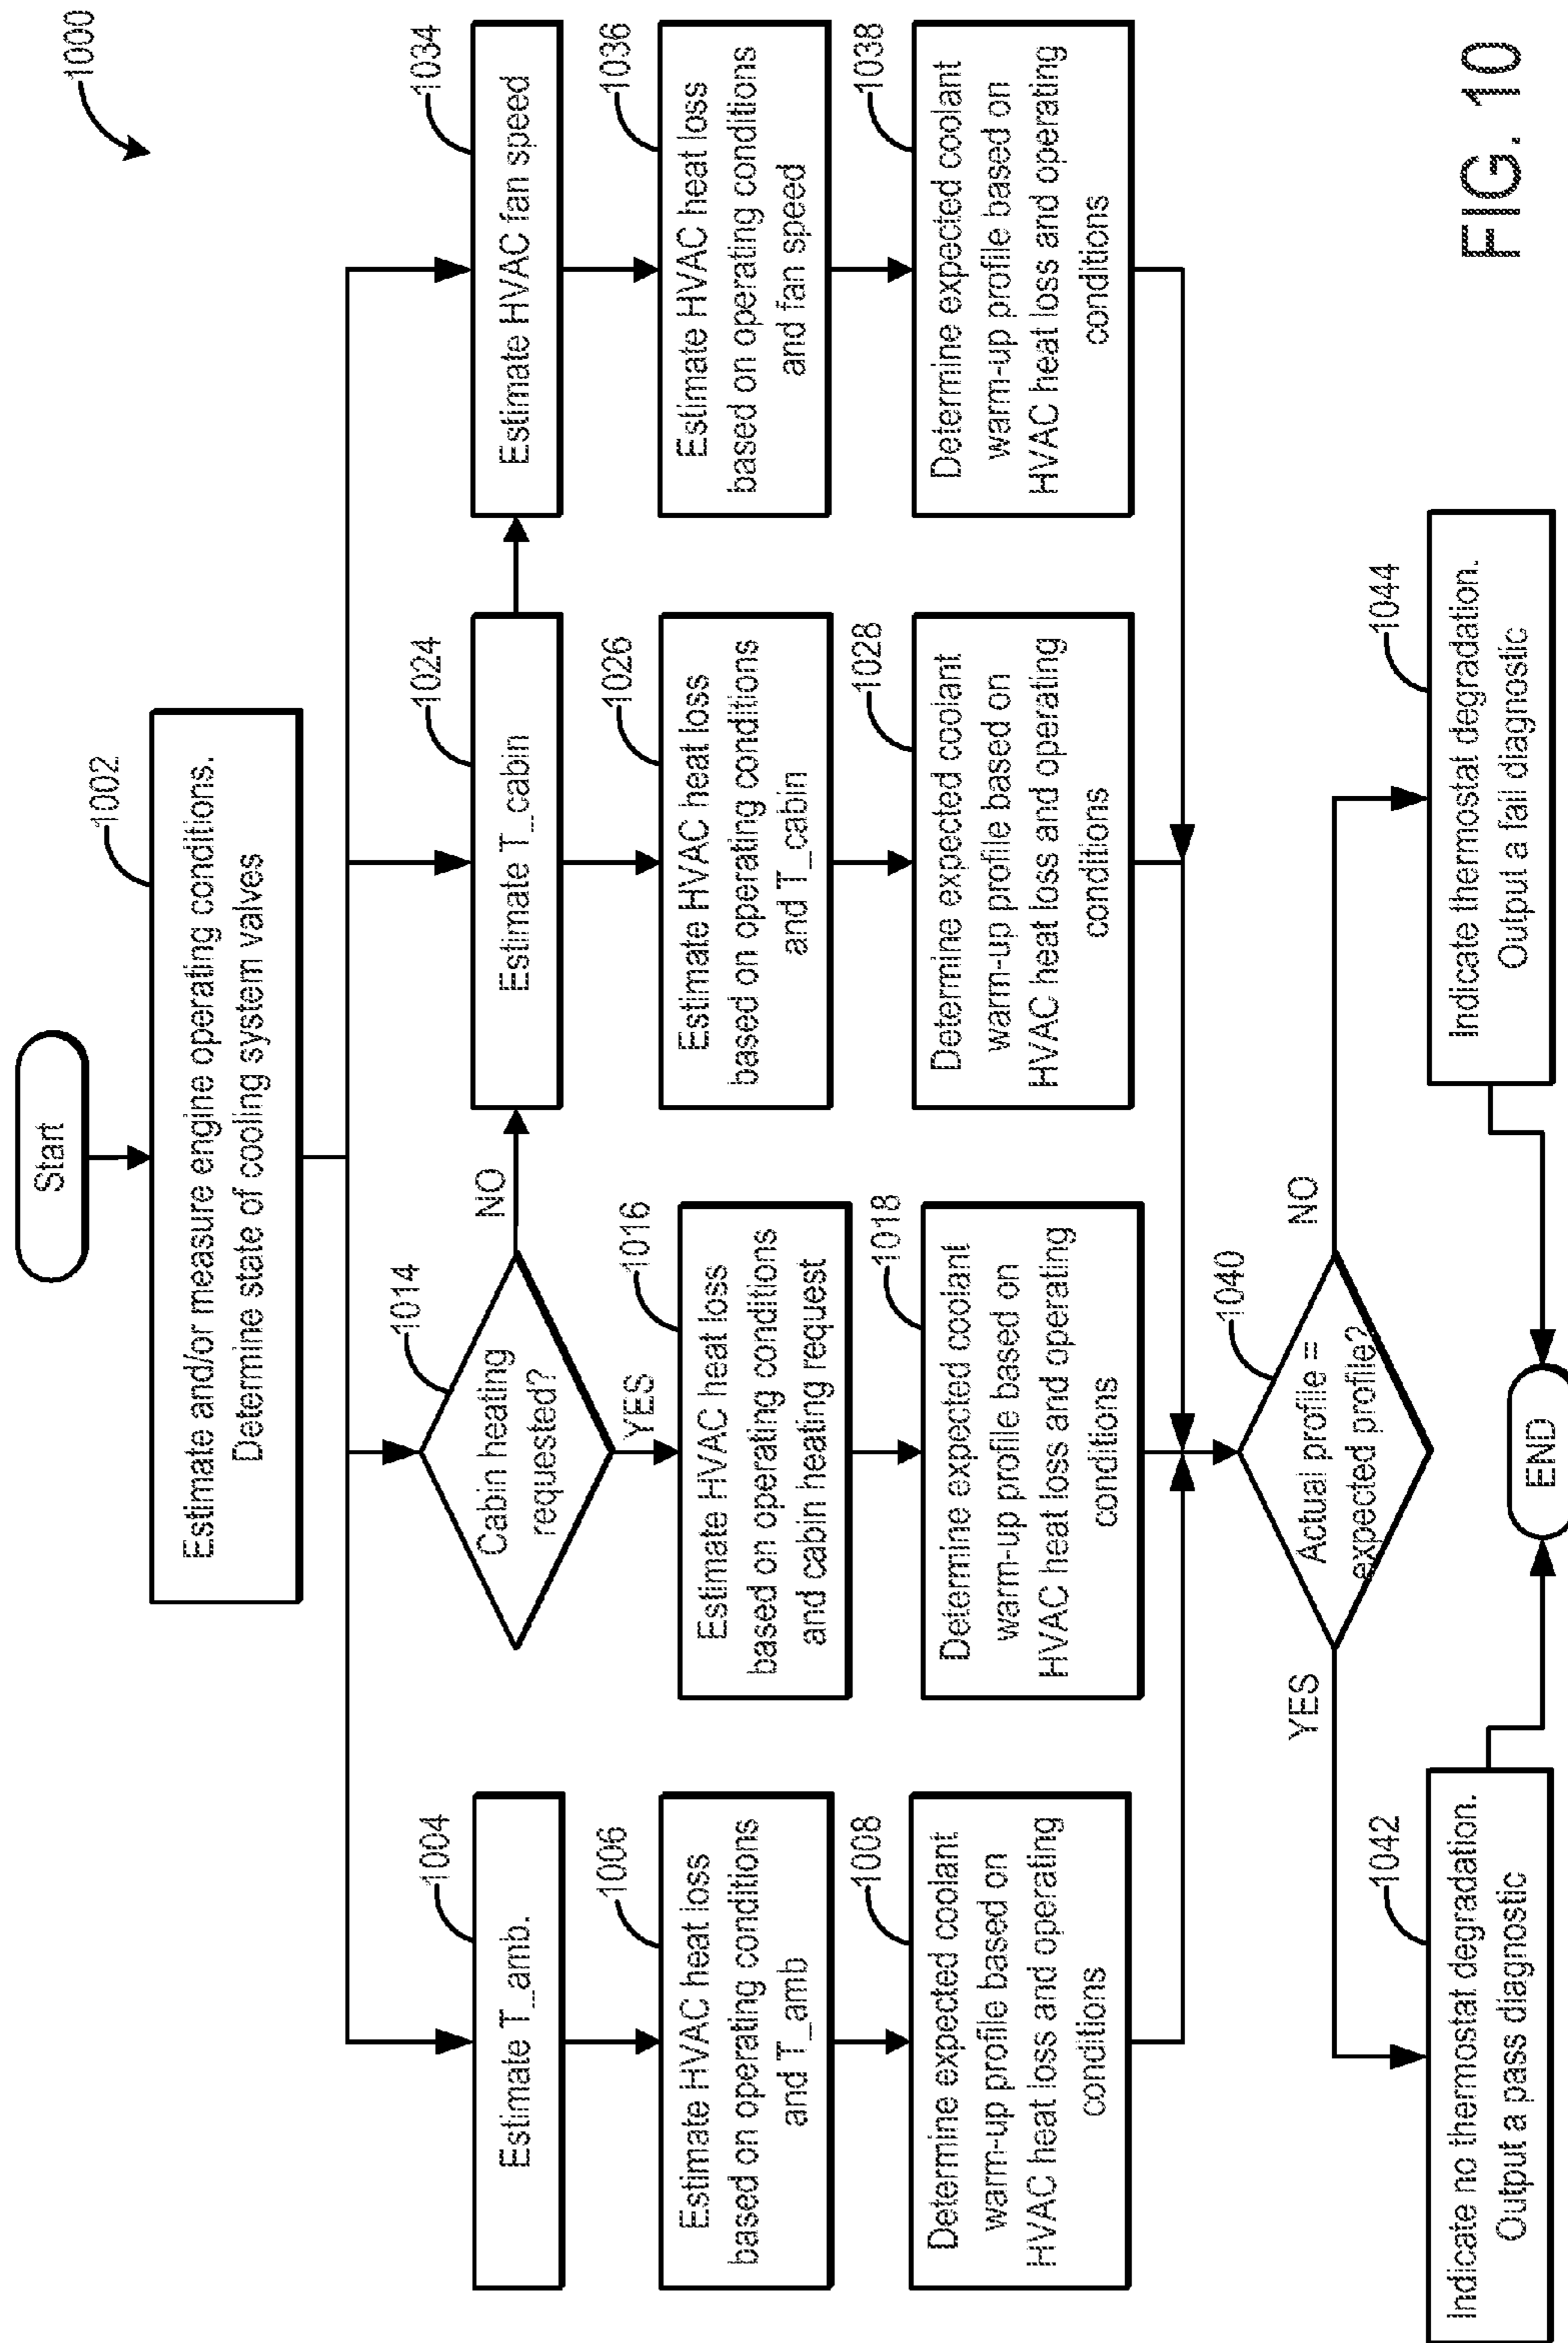 1000
Start
1002
Estimate and/or measure engine operating conditions.
Determine state of cooling system valves
1004
Estimate T_amb.
1006
Estimate HVAC heat loss
based on operating conditions
and T_amb
1008
Determine expected coolant
warm-up profile based on
HVAC heat loss and operating
conditions
1014
Cabin heating
requested?
NO
YES
1016
Estimate HVAC heat loss
based on operating conditions
and cabin heating request
1018
Determine expected coolant
warm-up profile based on
HVAC heat loss and operating
conditions
1024
Estimate T_cabin
1026
Estimate HVAC heat loss
based on operating conditions
and T_cabin
1028
Determine expected coolant
warm-up profile based on
HVAC heat loss and operating
conditions
1034
Estimate HVAC fan speed
1036
Estimate HVAC heat loss
based on operating conditions
and fan speed
1038
Determine expected coolant
warm-up profile based on
HVAC heat loss and operating
conditions
1040
Actual profile =
expected profile?
YES
NO
1042
Indicate no thermostat degradation.
Output a pass diagnostic
1044
Indicate thermostat degradation.
Output a fail diagnostic
END
FIG. 10